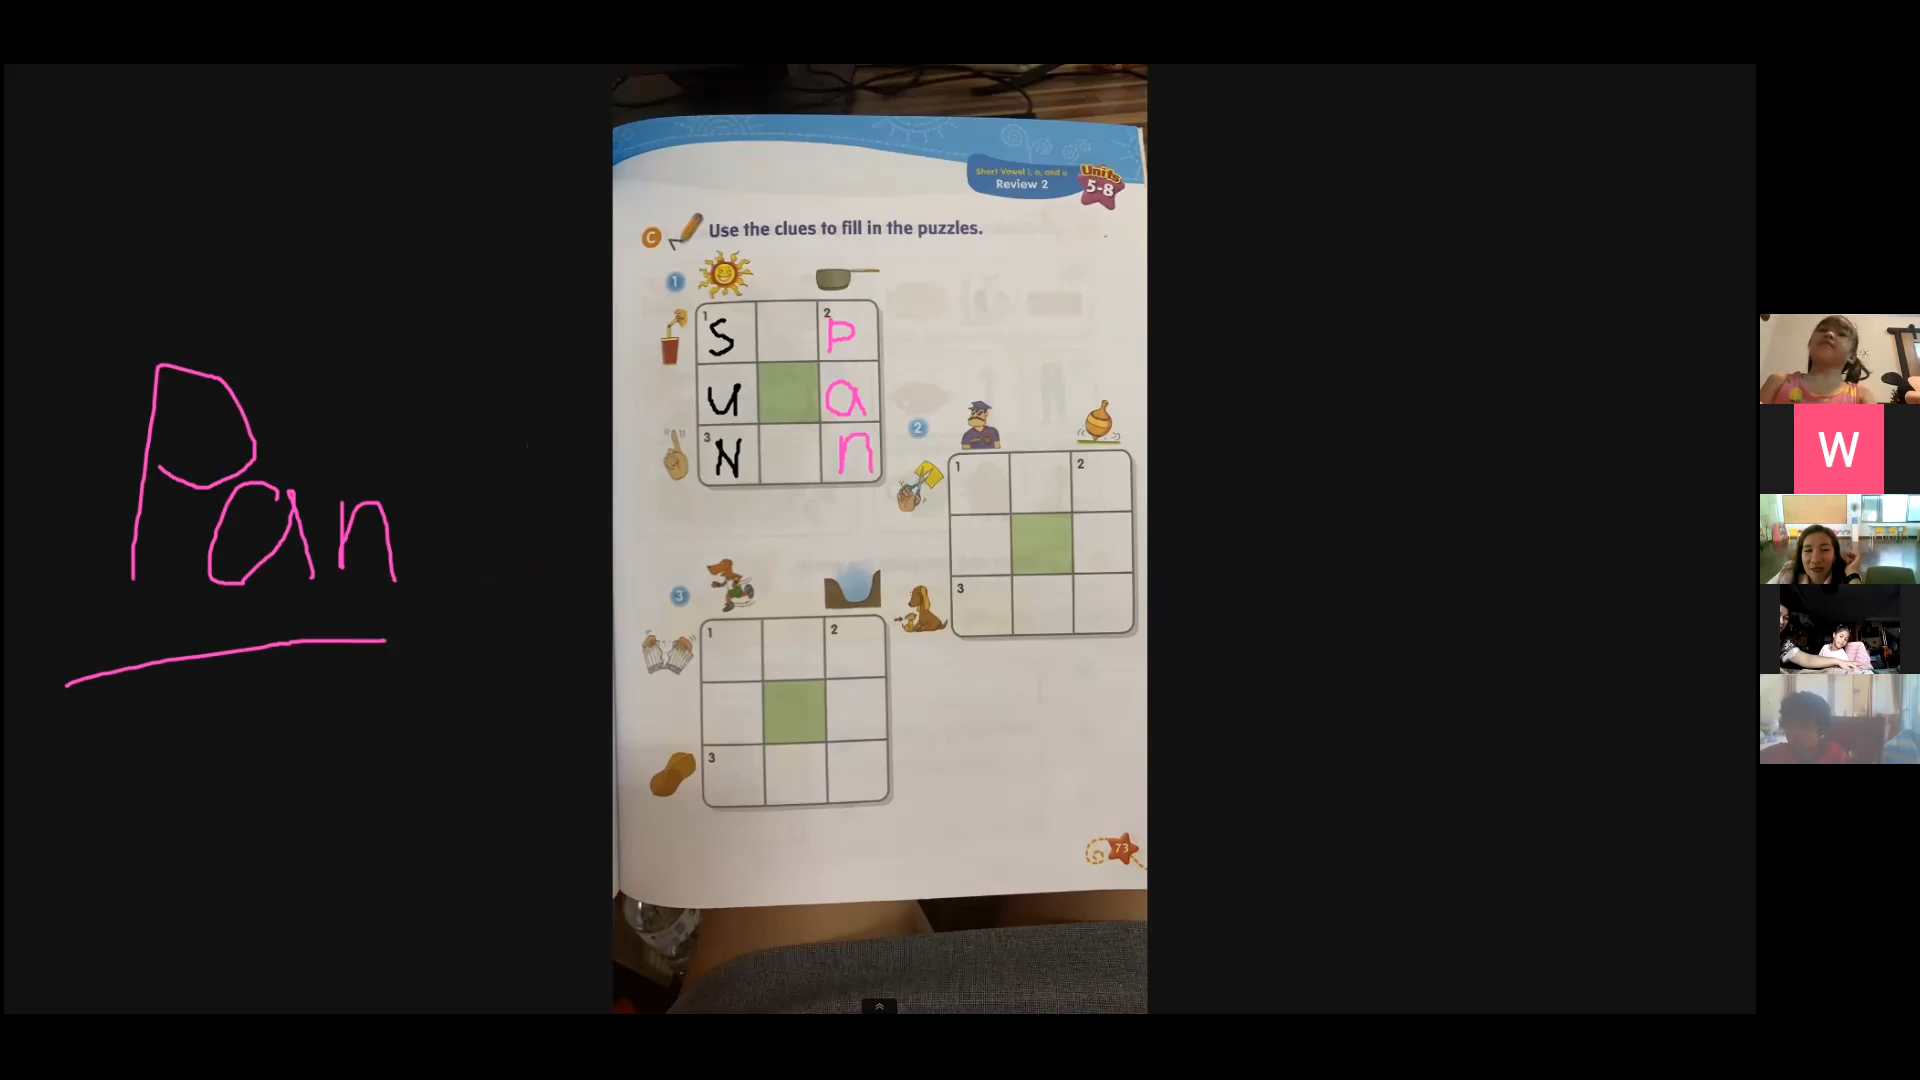 Short Vowel i, o, and u
Review 2
Units
5-8
C Use the clues to fill in the puzzles.
1
1 S 2 P
U a
3 N n
2
1 2
3
3
1 2
3
73
Pan
W